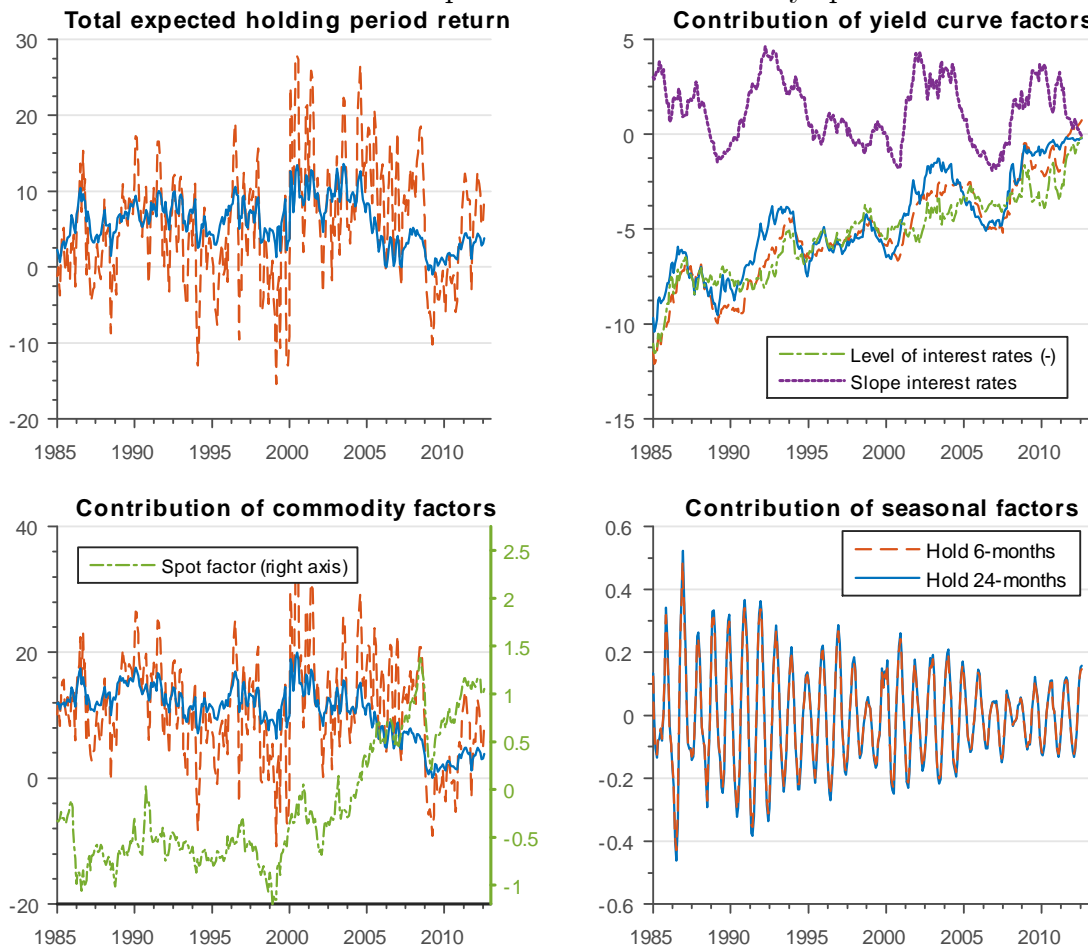 Total expected holding period return
30
20
10
0
-10
-20
1985 1990 1995 2000 2005 2010
Contribution of yield curve factors
5
0
-5
-10
-15
Level of interest rates (-)
Slope interest rates
1985 1990 1995 2000 2005 2010
Contribution of commodity factors
40
20
0
-20
Spot factor (right axis)
2.5
2
1.5
1
0.5
0
-0.5
-1
1985 1990 1995 2000 2005 2010
Contribution of seasonal factors
0.6
0.4
0.2
0
-0.2
-0.4
-0.6
Hold 6-months
Hold 24-months
1985 1990 1995 2000 2005 2010